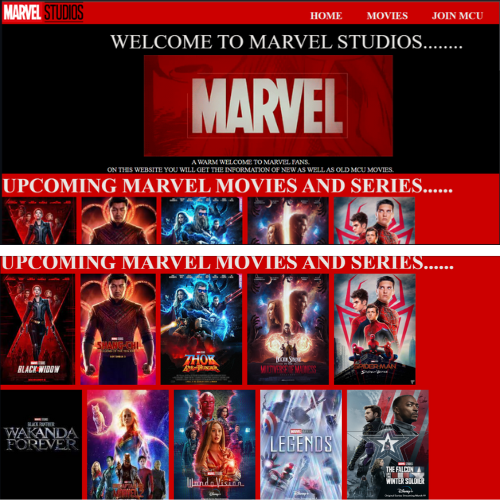 MARVEL STUDIOS
HOME MOVIES JOIN MCU
WELCOME TO MARVEL STUDIOS........
MARVEL
A WARM WELCOME TO MARVEL FANS.
ON THIS WEBSITE YOU WILL GET THE INFORMATION OF NEW AS WELL AS OLD MCU MOVIES.
UPCOMING MARVEL MOVIES AND SERIES......
UPCOMING MARVEL MOVIES AND SERIES......
BLACK WIDOW
SHANG-CHI
THOR
LOVE AND THUNDER
DOCTOR STRANGE
MULTIVERSE OF MADNESS
SPIDER-MAN
BLACK PANTHER
WAKANDA
FOREVER
WandaVision
Disney+
LEGENDS
Disney+
THE FALCON
AND THE
WINTER SOLDIER
Disney+